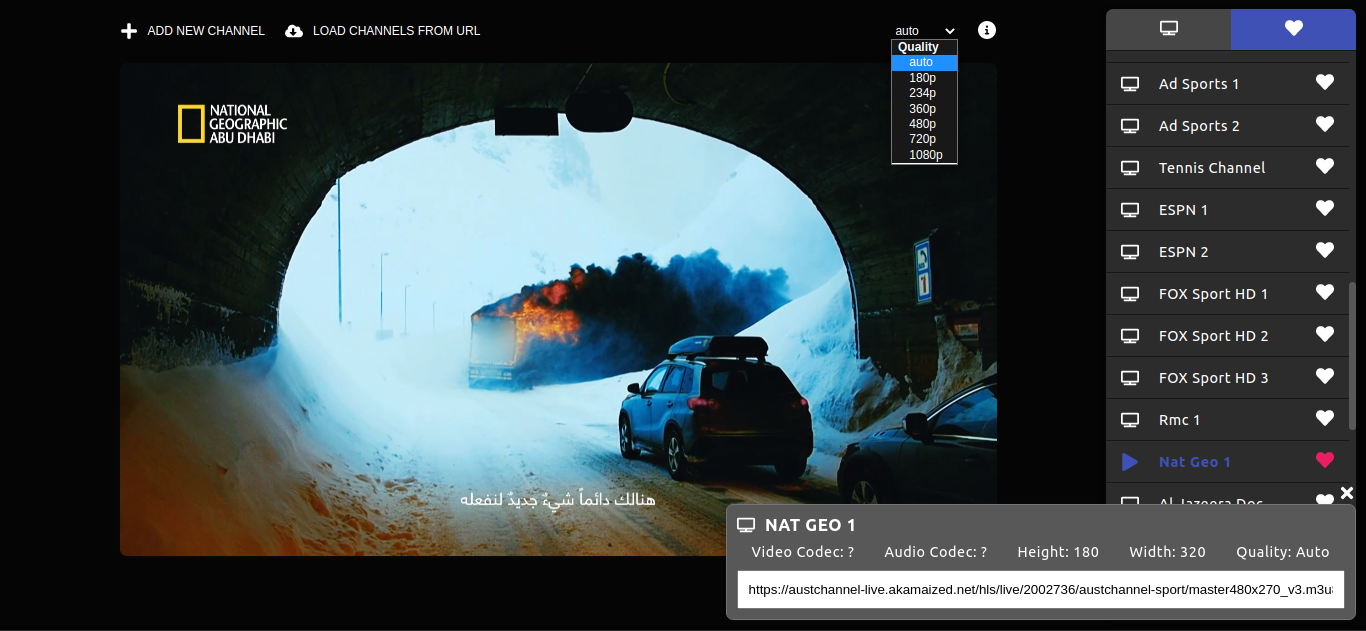 ADD NEW CHANNEL
LOAD CHANNELS FROM URL
auto
Quality
auto
180p
234p
360p
480p
720p
1080p
NATIONAL
GEOGRAPHIC
ABU DHABI
هنالك دائماً شيءٌ جديدٌ لنفعله
Ad Sports 1
Ad Sports 2
Tennis Channel
ESPN 1
ESPN 2
FOX Sport HD 1
FOX Sport HD 2
FOX Sport HD 3
Rmc 1
Nat Geo 1
Al Jazeera Doc
NAT GEO 1
Video Codec: ? Audio Codec: ? Height: 180 Width: 320 Quality: Auto
https://austchannel-live.akamaized.net/hls/live/2002736/austchannel-sport/master480x270_v3.m3u